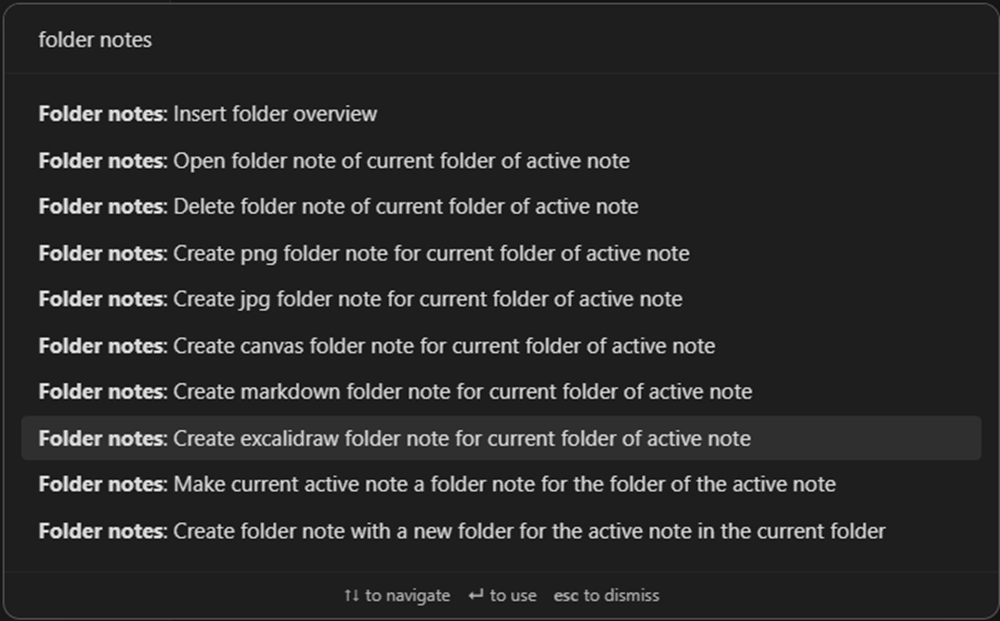 folder notes
Folder notes: Insert folder overview
Folder notes: Open folder note of current folder of active note
Folder notes: Delete folder note of current folder of active note
Folder notes: Create png folder note for current folder of active note
Folder notes: Create jpg folder note for current folder of active note
Folder notes: Create canvas folder note for current folder of active note
Folder notes: Create markdown folder note for current folder of active note
Folder notes: Create excalidraw folder note for current folder of active note
Folder notes: Make current active note a folder note for the folder of the active note
Folder notes: Create folder note with a new folder for the active note in the current folder
↑↓ to navigate ↵ to use esc to dismiss